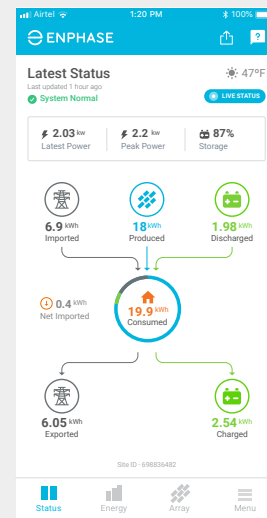 Airtel 1:20 PM 100%
ENPHASE ?
Latest Status 47°F
Last updated 1 hour ago
System Normal LIVE STATUS
2.03 kw 2.2 kw 87%
Latest Power Peak Power Storage
6.9 kWh 18 kWh 1.98 kWh
Imported Produced Discharged
0.4 kWh
Net Imported
19.9 kWh
Consumed
6.05 kWh 2.54 kWh
Exported Charged
Site ID - 698836482
Status Energy Array Menu